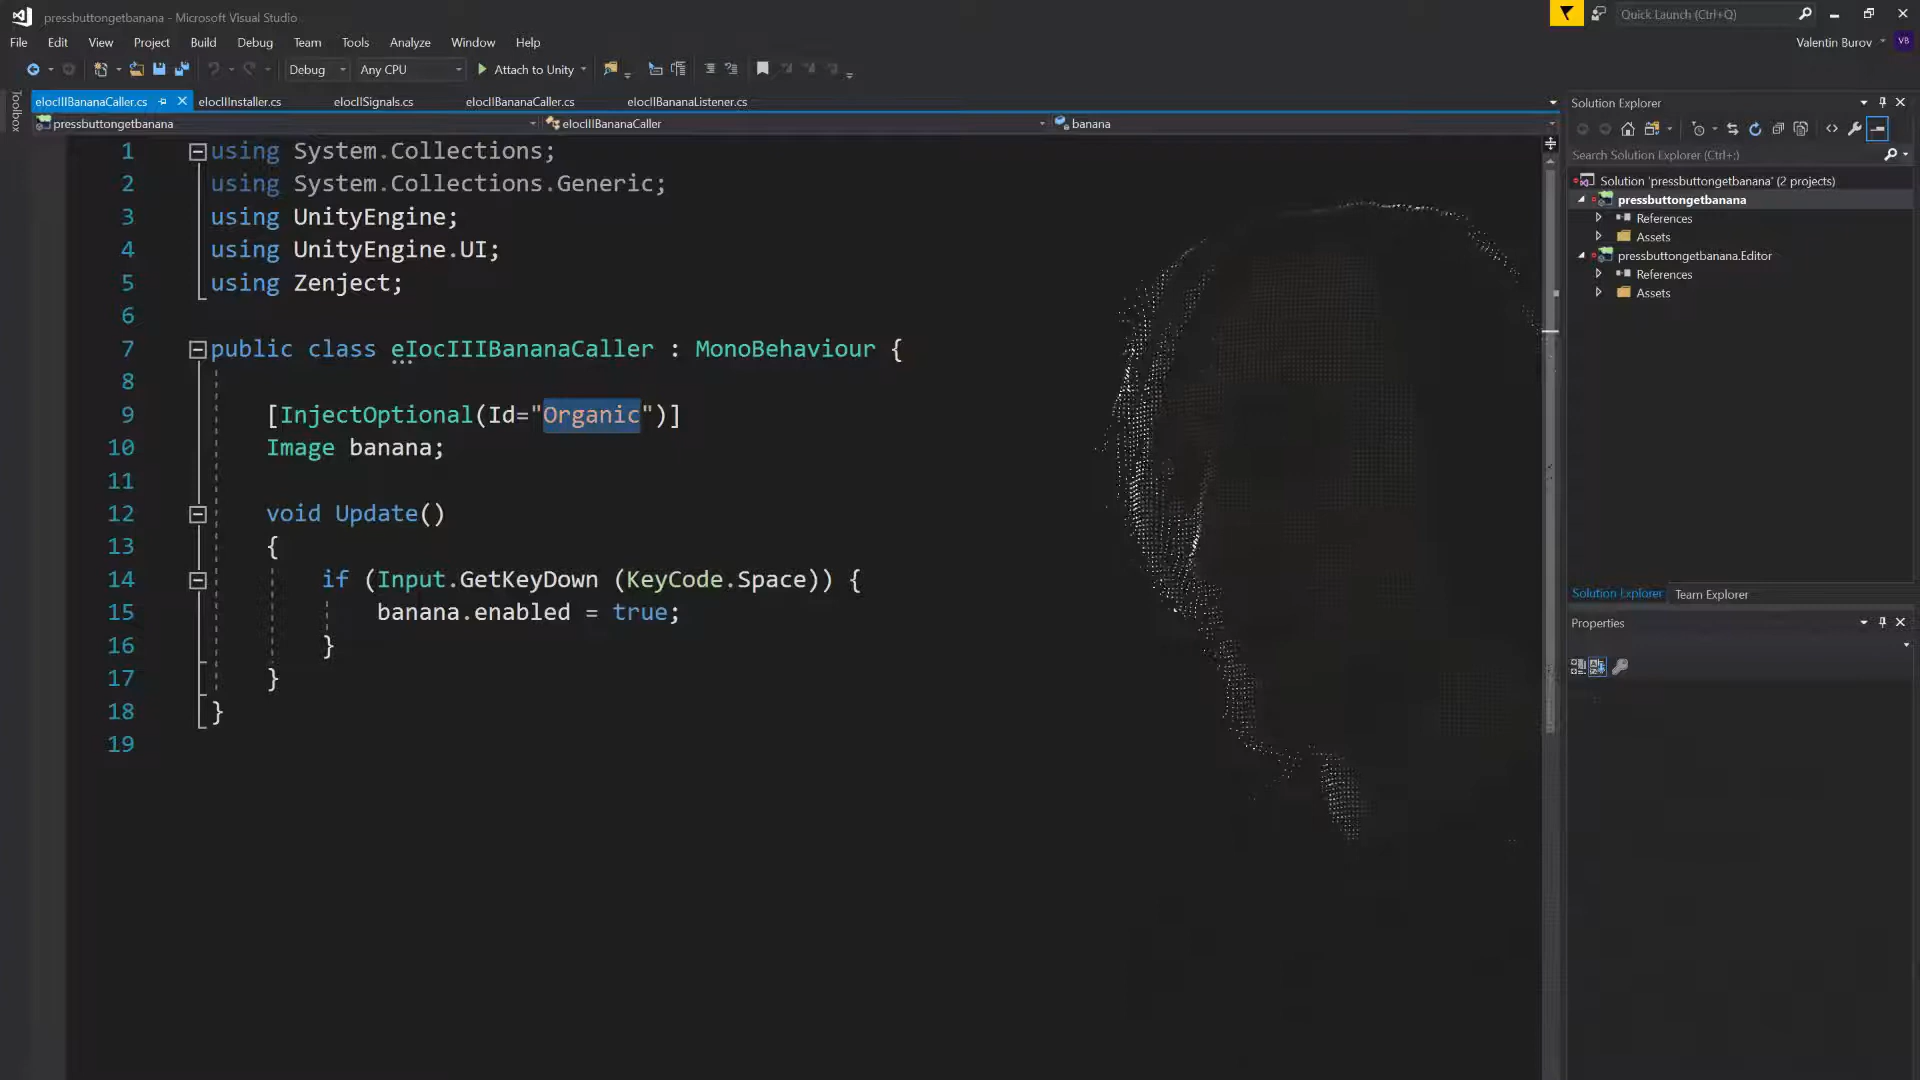 pressbuttongetbanana - Microsoft Visual Studio
Quick Launch (Ctrl+Q)
File Edit View Project Build Debug Team Tools Analyze Window Help
Valentin Burov VB
Debug Any CPU Attach to Unity
Toolbox
eIocIIIBananaCaller.cs eIocIIInstaller.cs eIocIISignals.cs eIocIIBananaCaller.cs eIocIIBananaListener.cs
pressbuttongetbanana eIocIIIBananaCaller banana
1 using System.Collections;
2 using System.Collections.Generic;
3 using UnityEngine;
4 using UnityEngine.UI;
5 using Zenject;
6
7 public class eIocIIIBananaCaller : MonoBehaviour {
8
9 [InjectOptional(Id="Organic")]
10 Image banana;
11
12 void Update()
13 {
14 if (Input.GetKeyDown (KeyCode.Space)) {
15 banana.enabled = true;
16 }
17 }
18 }
19
Solution Explorer
Search Solution Explorer (Ctrl+;)
Solution 'pressbuttongetbanana' (2 projects)
pressbuttongetbanana
References
Assets
pressbuttongetbanana.Editor
References
Assets
Solution Explorer Team Explorer
Properties